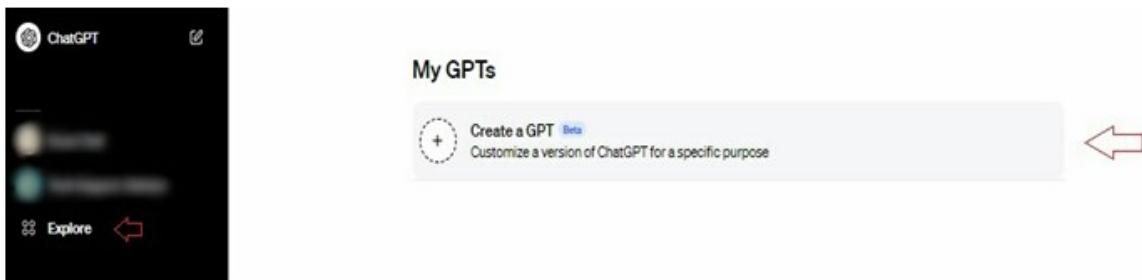 ChatGPT
Explore
My GPTs
Create a GPT Beta
Customize a version of ChatGPT for a specific purpose